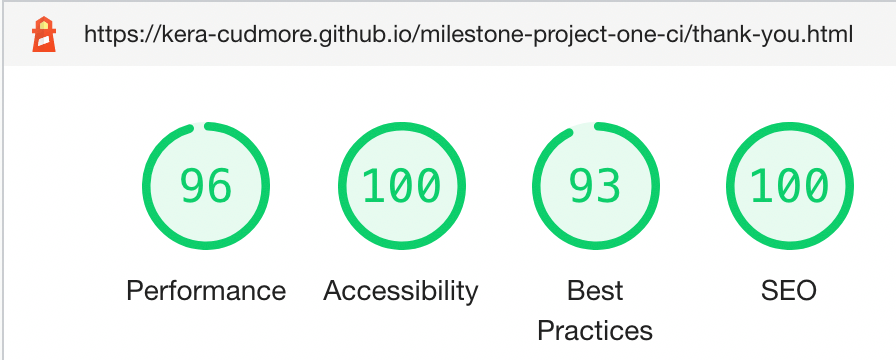 https://kera-cudmore.github.io/milestone-project-one-ci/thank-you.html
96 100 93 100
Performance Accessibility Best SEO
Practices